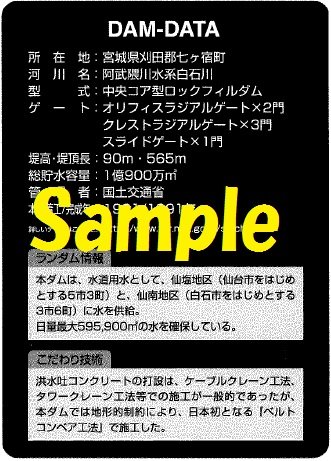 DAM-DATA
所在地：宮城県刈田郡七ヶ宿町
河川名：阿武隈川水系白石川
型式：中央コア型ロックフィルダム
ゲート：オリフィスラジアルゲート×2門
クレストラジアルゲート×3門
スライドゲート×1門
堤高・堤頂長：90m・565m
総貯水容量：1億900万㎥
管 者：国土交通省
Sample
ランダム情報
本ダムは、水道用水として、仙塩地区（仙台市をはじめ
とする5市3町）と、仙南地区（白石市をはじめとする
3市6町）に水を供給。
日量最大595,900㎥の水を確保している。
こだわり技術
洪水吐コンクリートの打設は、ケーブルクレーン工法、
タワークレーン工法等での施工が一般的であったが、
本ダムでは地形的制約により、日本初となる「ベルト
コンベア工法」で施工した。